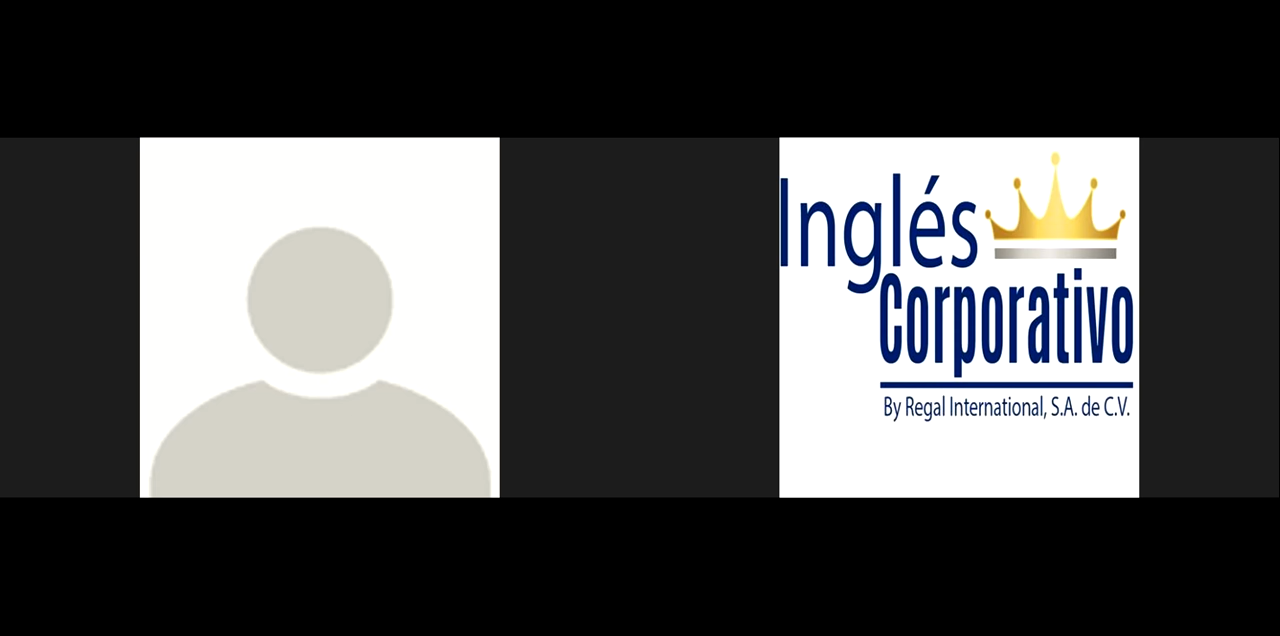 Inglés
Corporativo
By Regal International, S.A. de C.V.